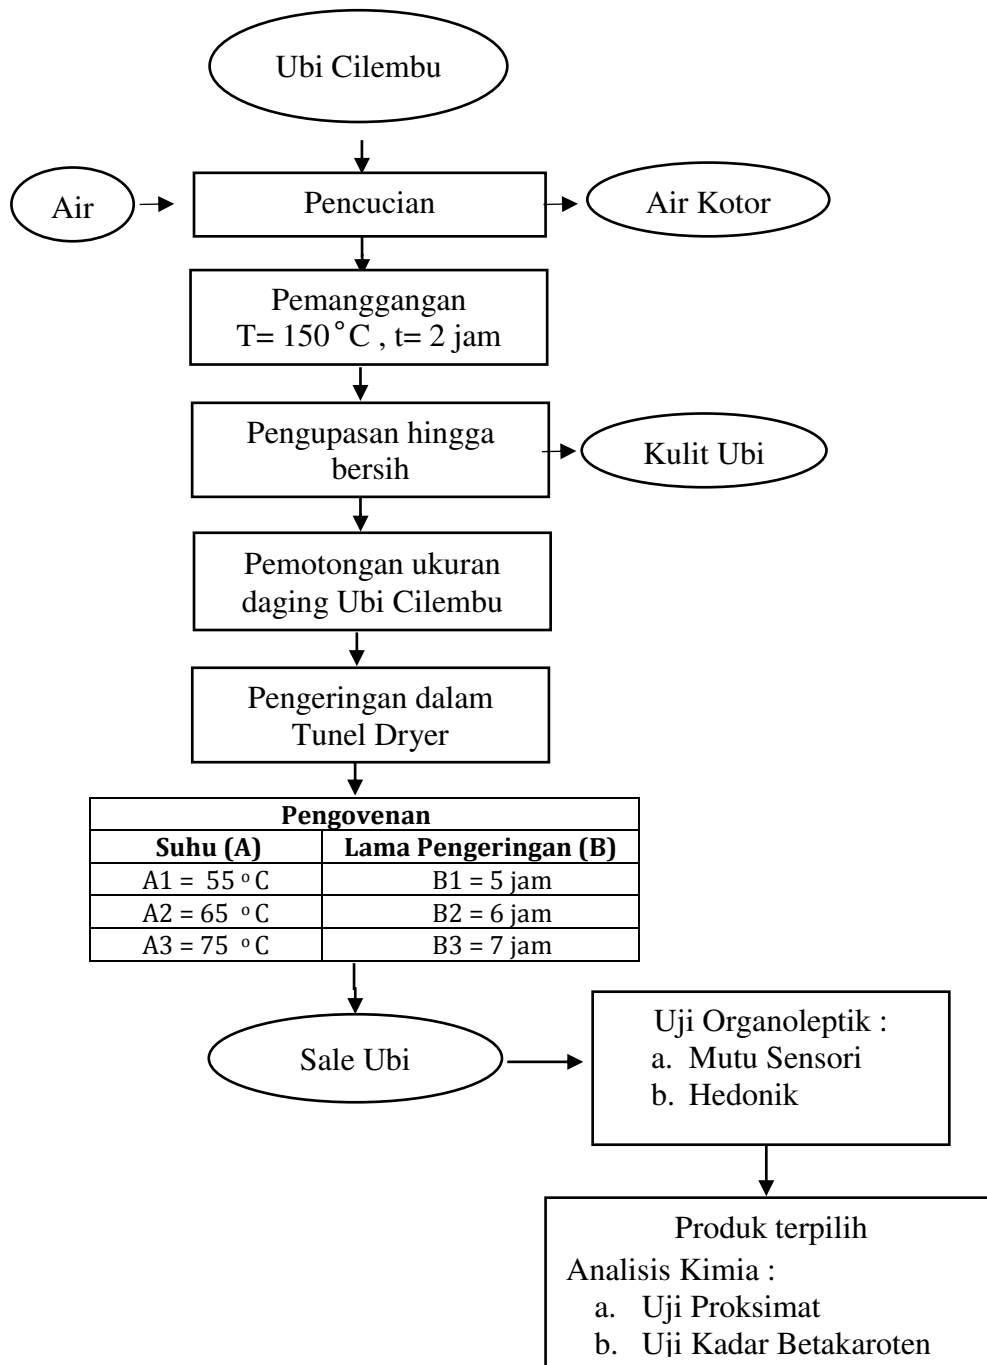 Ubi Cilembu
Air
Pencucian
Air Kotor
Pemanggangan
T= 150°C , t= 2 jam
Pengupasan hingga
bersih
Kulit Ubi
Pemotongan ukuran
daging Ubi Cilembu
Pengeringan dalam
Tunel Dryer
Pengovenan
Suhu (A) Lama Pengeringan (B)
A1 = 55 ᵒ C B1 = 5 jam
A2 = 65 ᵒ C B2 = 6 jam
A3 = 75 ᵒ C B3 = 7 jam
Sale Ubi
Uji Organoleptik :
a. Mutu Sensori
b. Hedonik
Produk terpilih
Analisis Kimia :
a. Uji Proksimat
b. Uji Kadar Betakaroten